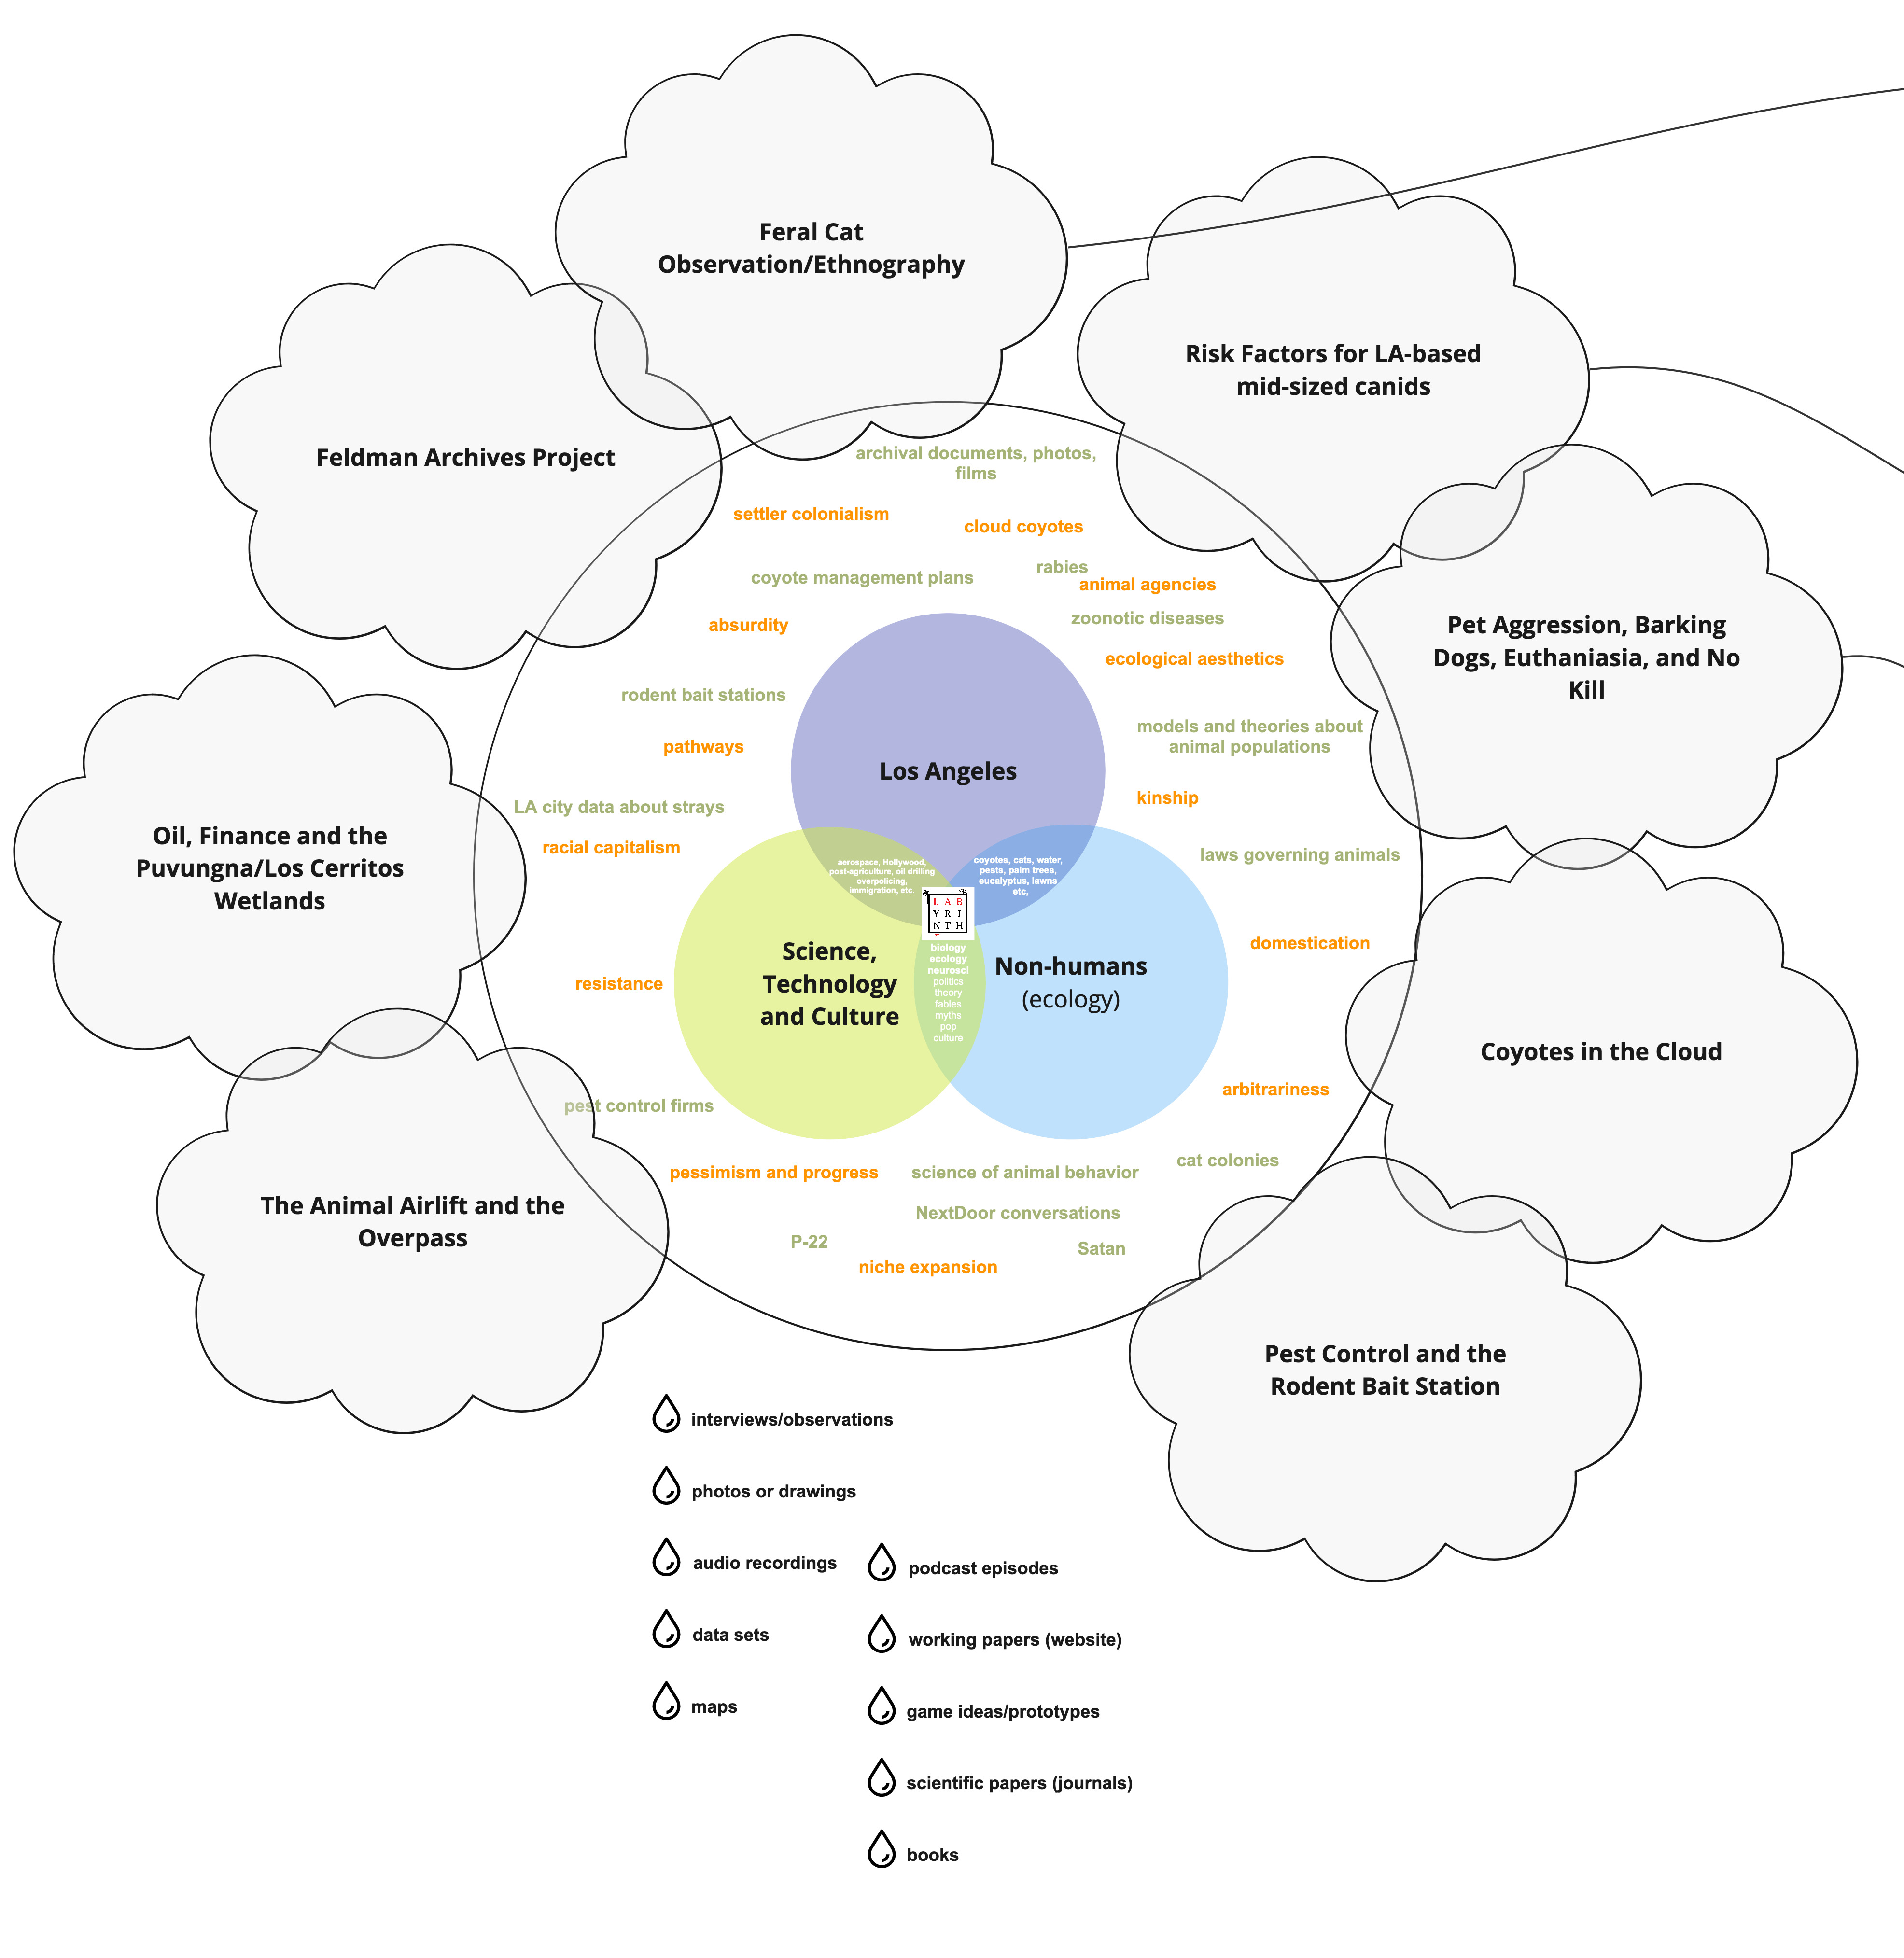 Feral Cat
Observation/Ethnography
Risk Factors for LA-based
mid-sized canids
Feldman Archives Project
archival documents, photos,
films
settler colonialism
cloud coyotes
rabies
coyote management plans
animal agencies
absurdity
zoonotic diseases
ecological aesthetics
Pet Aggression, Barking
Dogs, Euthaniasia, and No
Kill
rodent bait stations
pathways
models and theories about
animal populations
Los Angeles
kinship
LA city data about strays
racial capitalism
laws governing animals
Oil, Finance and the
Puvungna/Los Cerritos
Wetlands
aerospace, Hollywood,
post-agriculture, oil drilling
overpolicing,
immigration, etc.
coyotes, cats, water,
pests, palm trees,
eucalyptus, lawns
etc,
L A B
Y R I
N T H
Science,
Technology
and Culture
biology
ecology
neurosci
politics
theory
fables
myths
pop
culture
Non-humans
(ecology)
domestication
resistance
Coyotes in the Cloud
arbitrariness
pest control firms
pessimism and progress
science of animal behavior
cat colonies
The Animal Airlift and the
Overpass
NextDoor conversations
P-22
Satan
niche expansion
Pest Control and the
Rodent Bait Station
interviews/observations
photos or drawings
audio recordings
data sets
maps
podcast episodes
working papers (website)
game ideas/prototypes
scientific papers (journals)
books